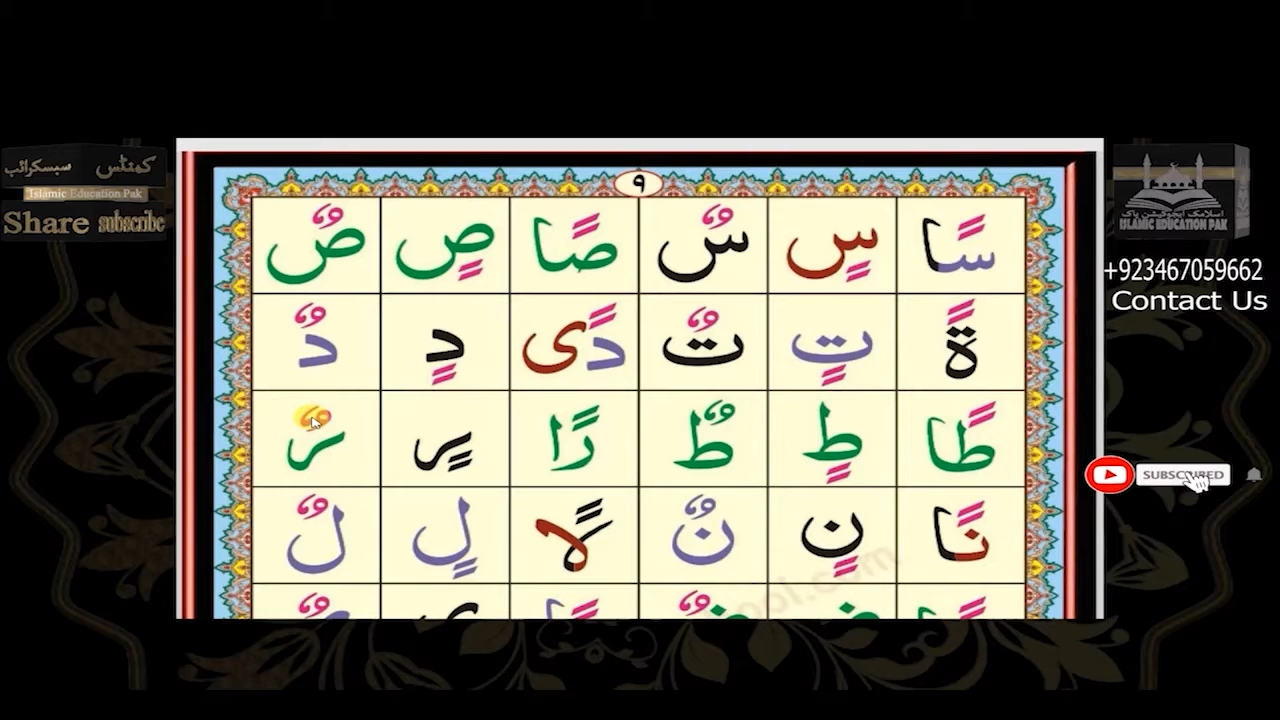 ٩
سًا سٍ سٌ صًا صٍ صٌ
ةً تٍ تٌ دًى دٍ دٌ
طًا طٍ طٌ رًا رٍ رٌ
نًا نٍ نٌ لًا لٍ لٌ
سبسکرائب کمنٹس
Islamic Education Pak
Share subscribe
اسلامک ایجوکیشن پاک
ISLAMIC EDUCATION PAK
+923467059662
Contact Us
SUBSCRIBED